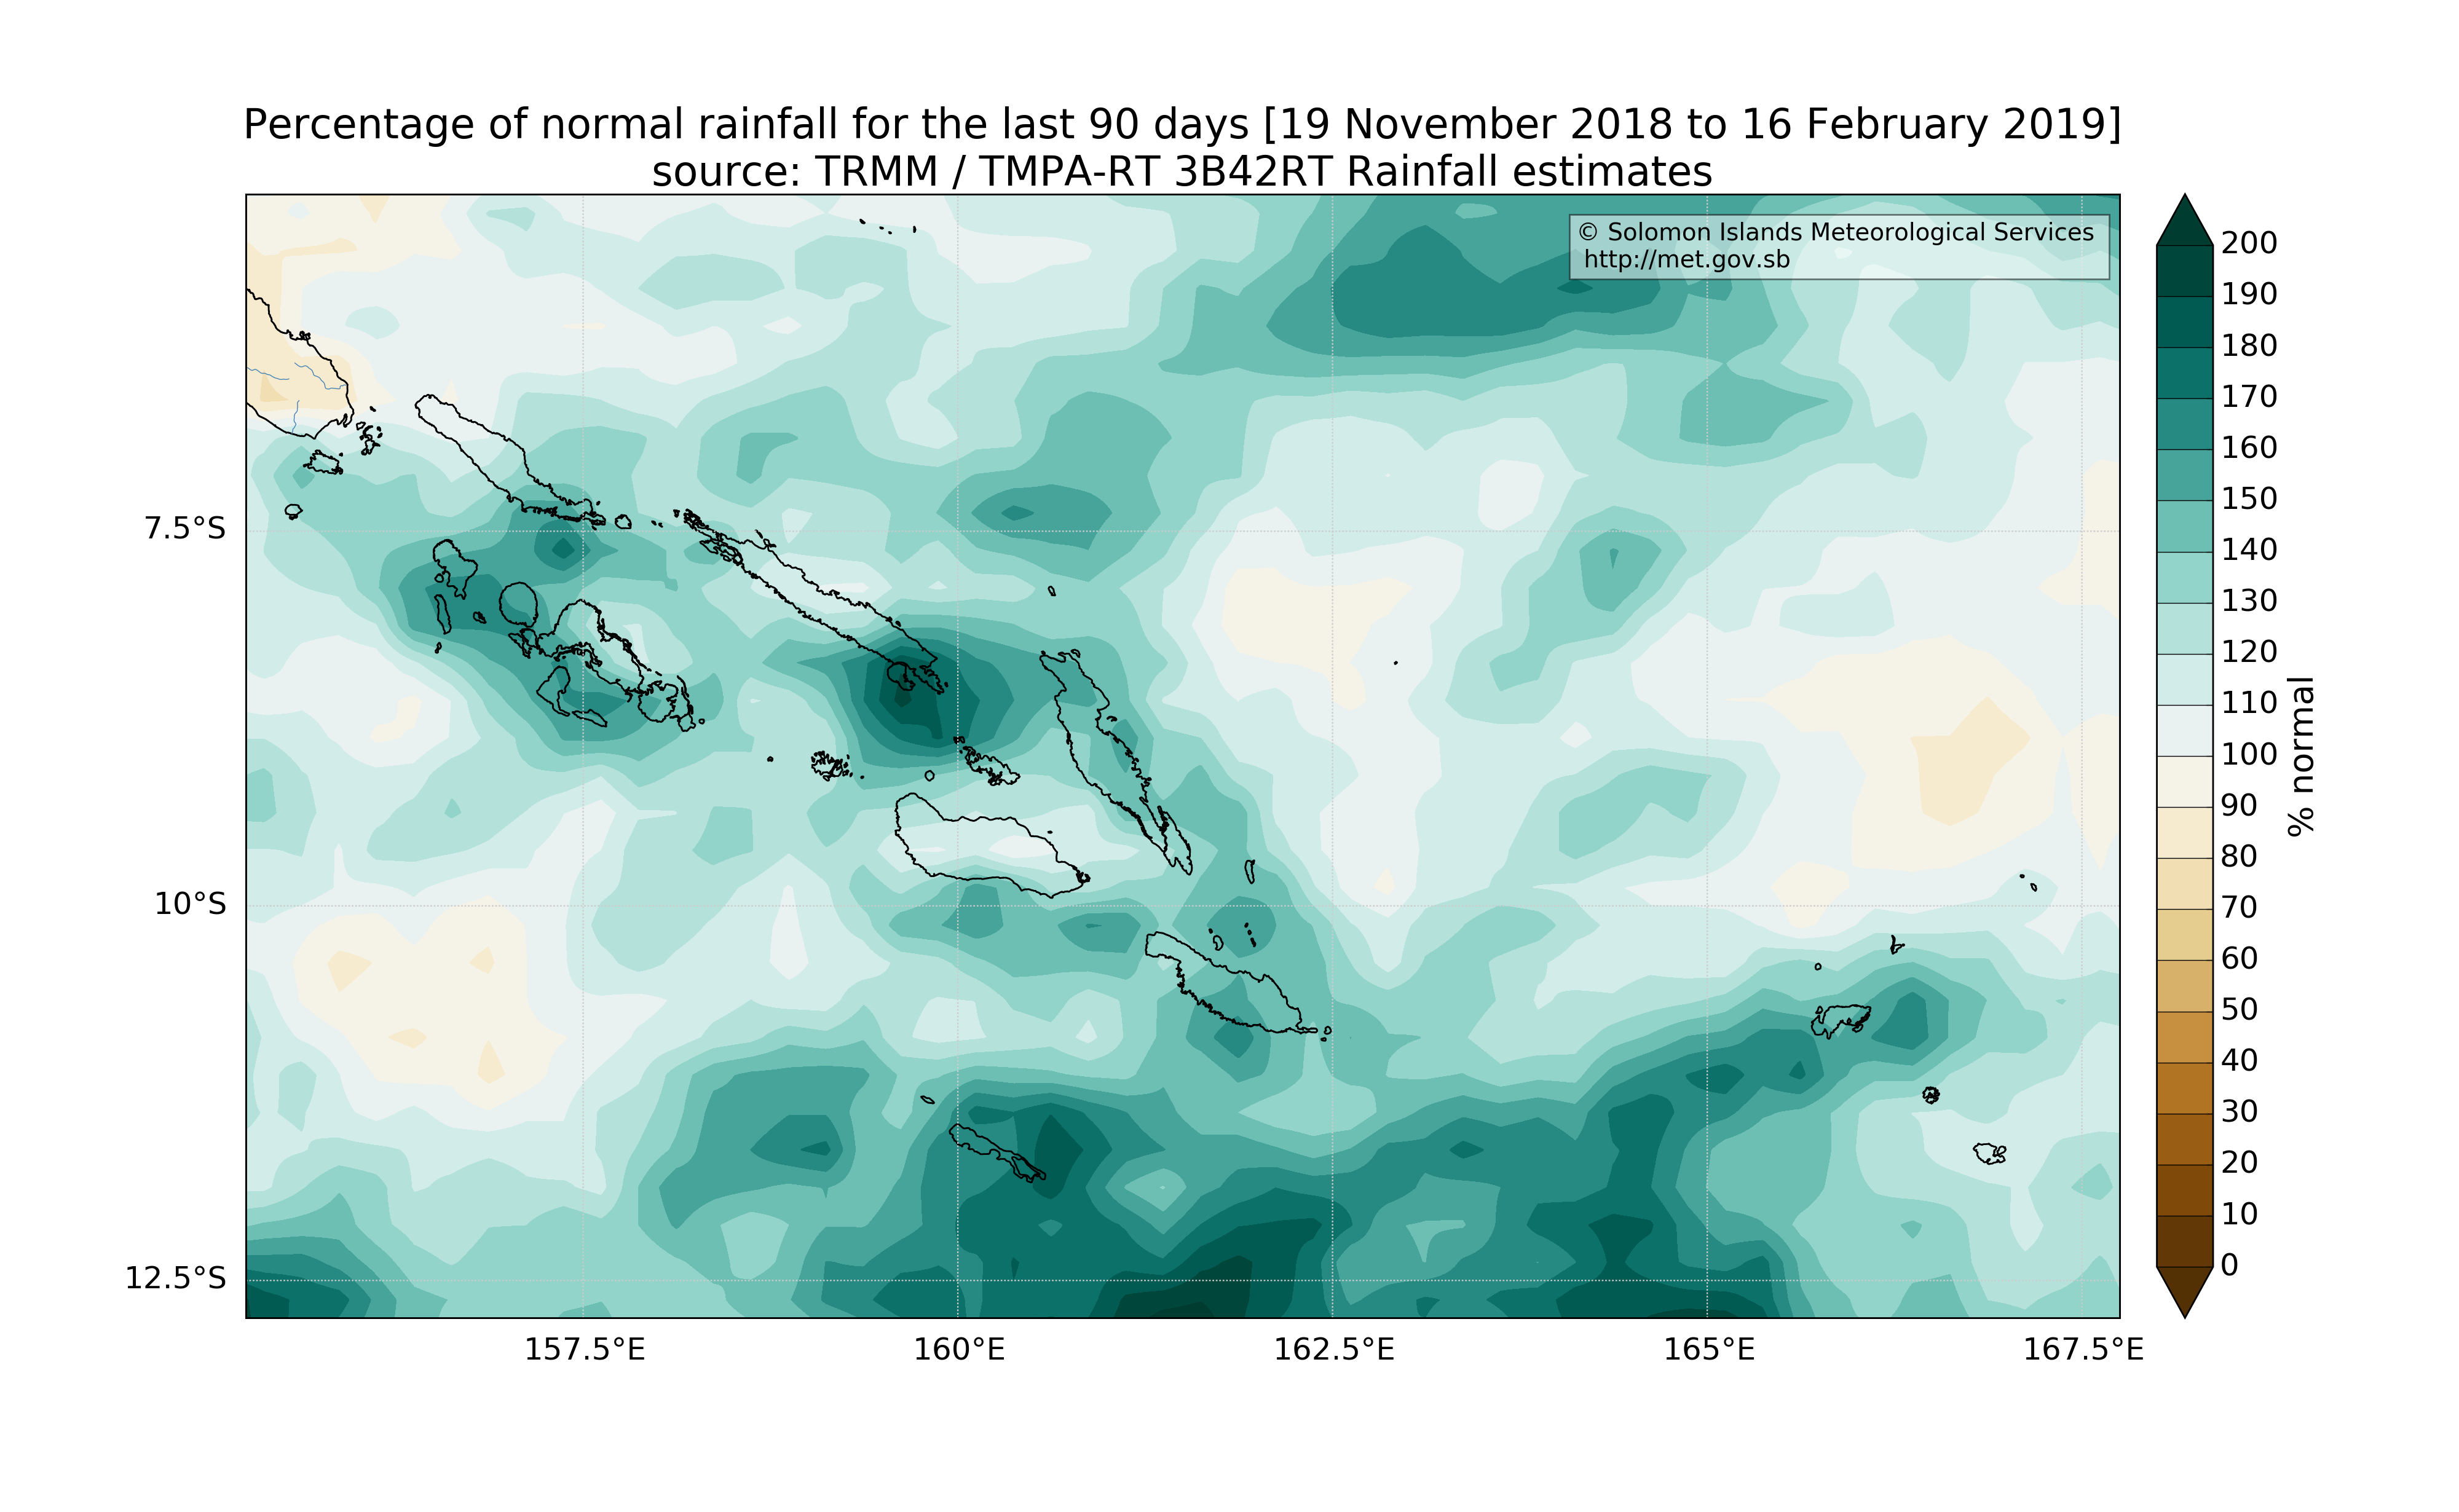 Percentage of normal rainfall for the last 90 days [19 November 2018 to 16 February 2019]
source: TRMM / TMPA-RT 3B42RT Rainfall estimates
© Solomon Islands Meteorological Services
http://met.gov.sb
7.5°S
10°S
12.5°S
157.5°E
160°E
162.5°E
165°E
167.5°E
200
190
180
170
160
150
140
130
120
110
100
90
80
70
60
50
40
30
20
10
0
% normal